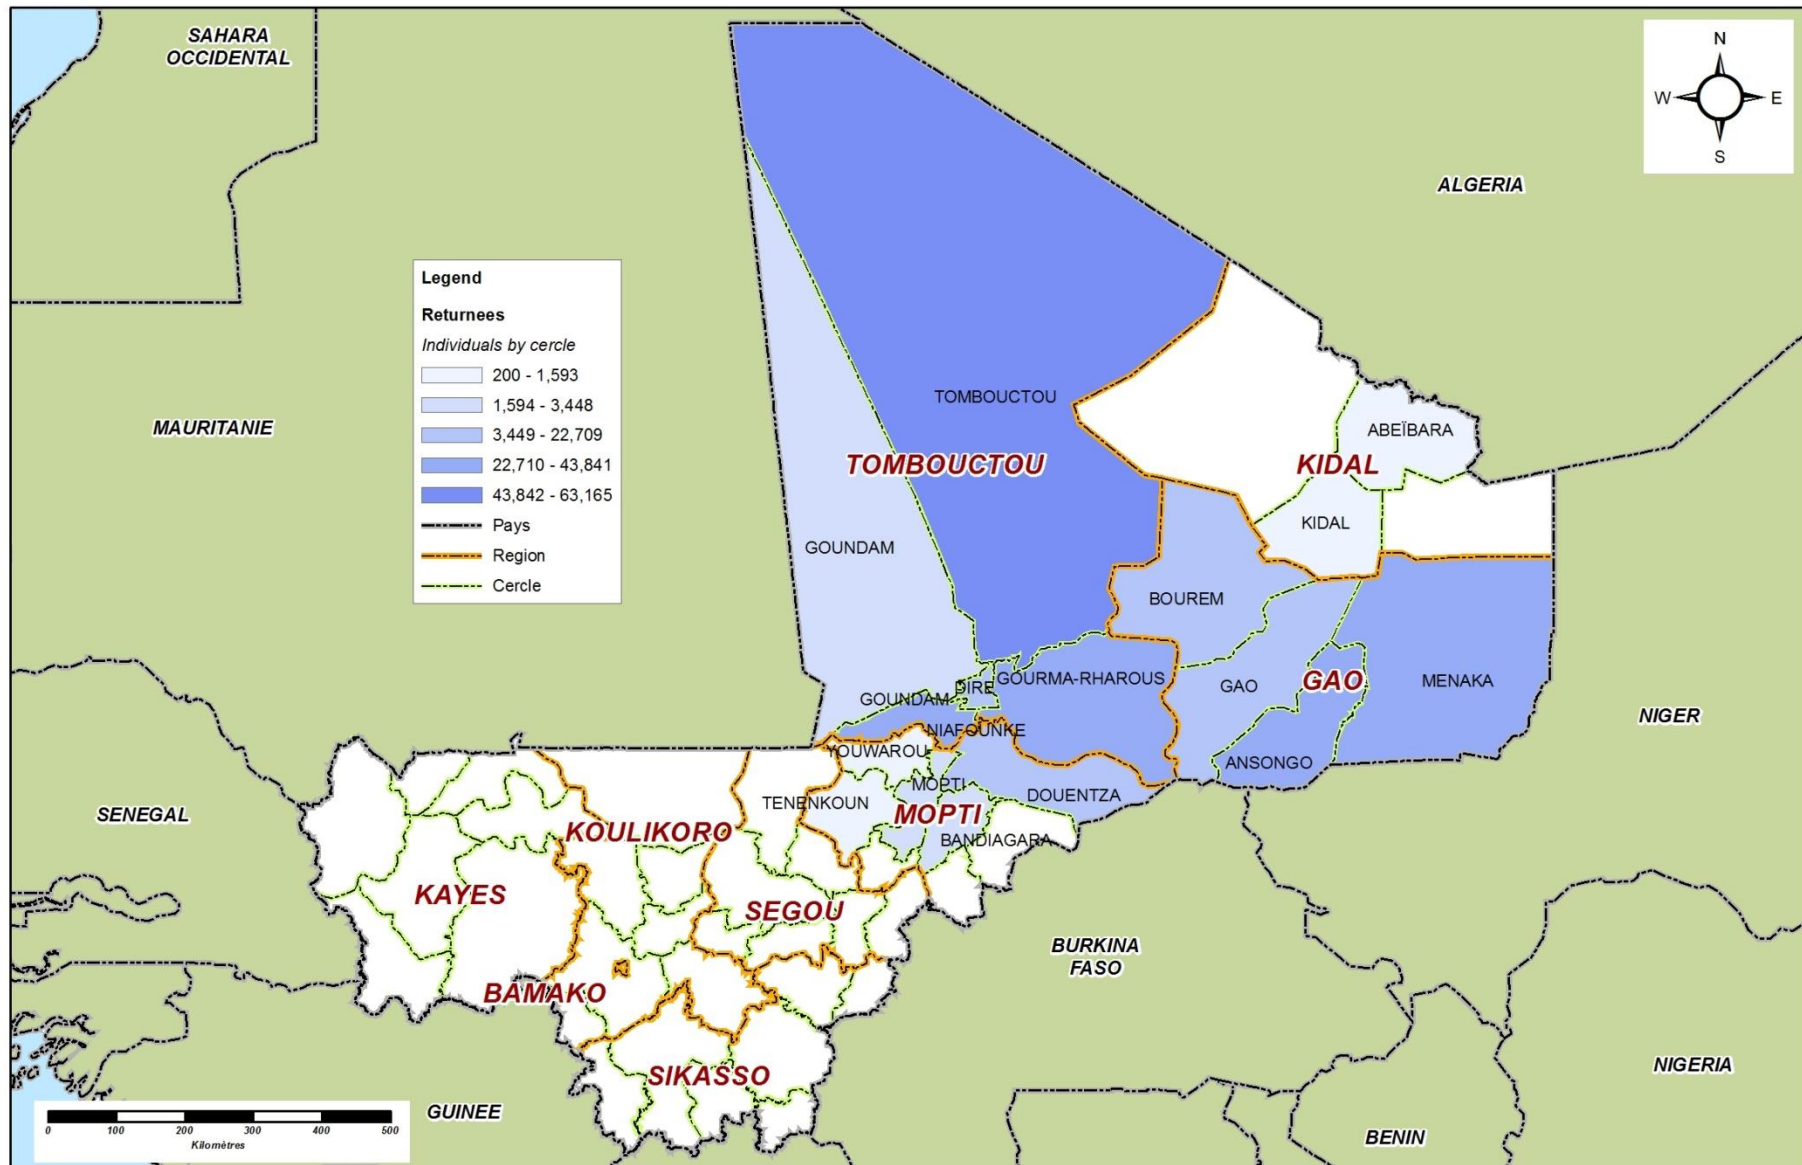 SAHARA
OCCIDENTAL
N
W
E
S
ALGERIA
MAURITANIE
Legend
Returnees
Individuals by cercle
200 - 1,593
1,594 - 3,448
3,449 - 22,709
22,710 - 43,841
43,842 - 63,165
Pays
Region
Cercle
TOMBOUCTOU
TOMBOUCTOU
ABEÏBARA
KIDAL
KIDAL
GOUNDAM
BOUREM
GOURMA-RHAROUS
DIRE
GOUNDAM
GAO
GAO
MENAKA
NIAFOUNKE
NIGER
YOUWAROU
ANSONGO
MOPTI
DOUENTZA
TENENKOUN
MOPTI
BANDIAGARA
SENEGAL
KOULIKORO
KAYES
SEGOU
BURKINA
FASO
BAMAKO
SIKASSO
NIGERIA
GUINEE
BENIN
0 100 200 300 400 500
Kilomètres